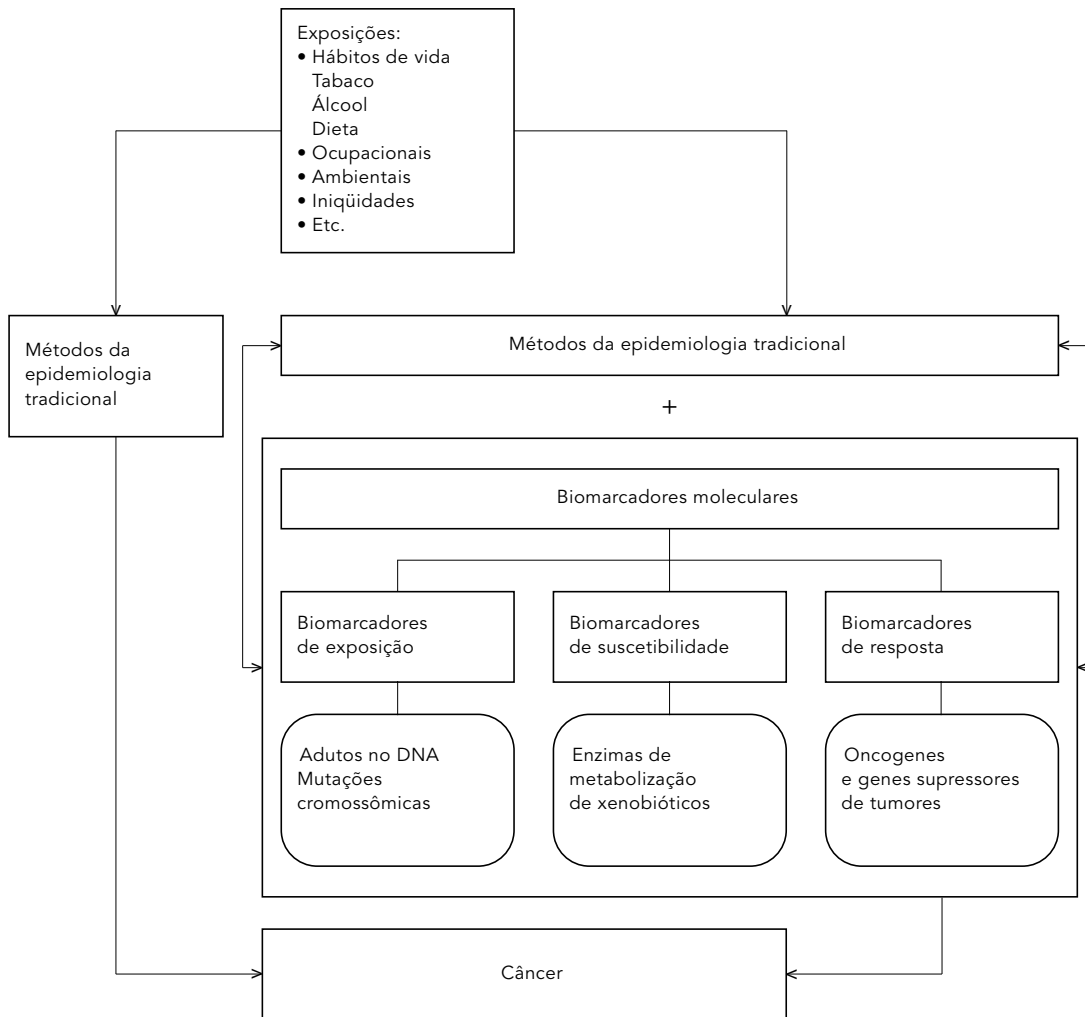 Exposições:
• Hábitos de vida
Tabaco
Álcool
Dieta
• Ocupacionais
• Ambientais
• Iniqüidades
• Etc.
Métodos da
epidemiologia
tradicional
Métodos da epidemiologia tradicional
+
Biomarcadores moleculares
Biomarcadores
de exposição
Biomarcadores
de suscetibilidade
Biomarcadores
de resposta
Adutos no DNA
Mutações
cromossômicas
Enzimas de
metabolização
de xenobióticos
Oncogenes
e genes supressores
de tumores
Câncer